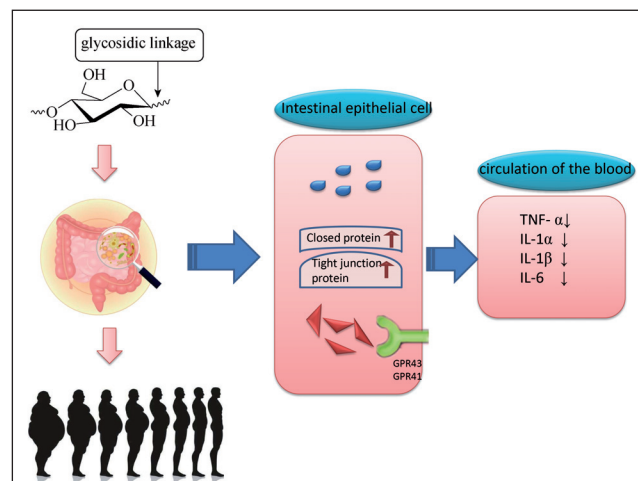 glycosidic linkage
OH
O
O
HO
OH
Intestinal epithelial cell
Closed protein ↑
Tight junction
protein ↑
GPR43
GPR41
circulation of the blood
TNF- α↓
IL-1α ↓
IL-1β ↓
IL-6 ↓